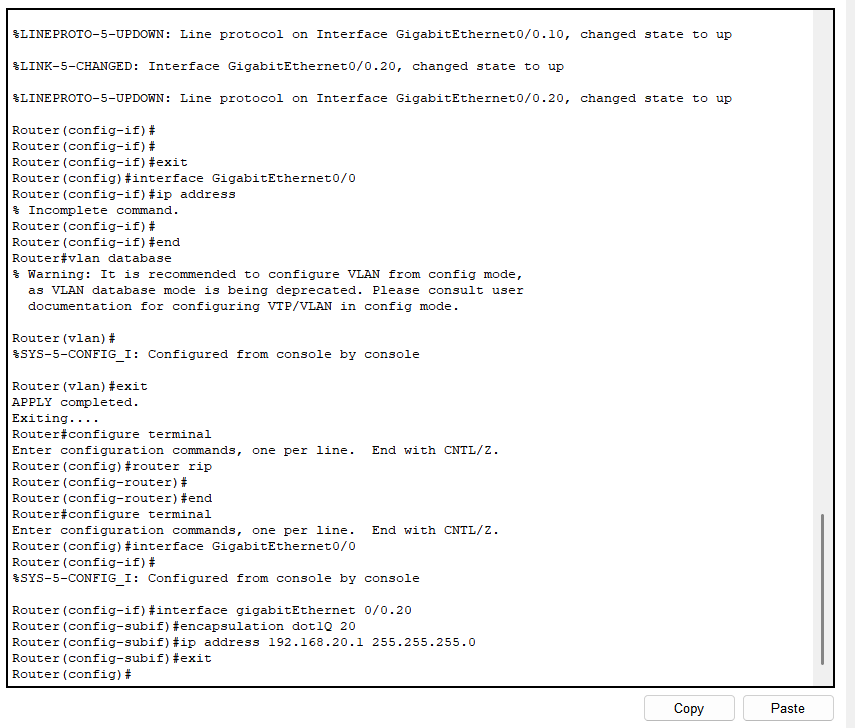 %LINEPROTO-5-UPDOWN: Line protocol on Interface GigabitEthernet0/0.10, changed state to up
%LINK-5-CHANGED: Interface GigabitEthernet0/0.20, changed state to up
%LINEPROTO-5-UPDOWN: Line protocol on Interface GigabitEthernet0/0.20, changed state to up
Router(config-if)#
Router(config-if)#
Router(config-if)#exit
Router(config)#interface GigabitEthernet0/0
Router(config-if)#ip address
% Incomplete command.
Router(config-if)#
Router(config-if)#end
Router#vlan database
% Warning: It is recommended to configure VLAN from config mode,
  as VLAN database mode is being deprecated. Please consult user
  documentation for configuring VTP/VLAN in config mode.
Router(vlan)#
%SYS-5-CONFIG_I: Configured from console by console
Router(vlan)#exit
APPLY completed.
Exiting....
Router#configure terminal
Enter configuration commands, one per line.  End with CNTL/Z.
Router(config)#router rip
Router(config-router)#
Router(config-router)#end
Router#configure terminal
Enter configuration commands, one per line.  End with CNTL/Z.
Router(config)#interface GigabitEthernet0/0
Router(config-if)#
%SYS-5-CONFIG_I: Configured from console by console
Router(config-if)#interface gigabitEthernet 0/0.20
Router(config-subif)#encapsulation dot1Q 20
Router(config-subif)#ip address 192.168.20.1 255.255.255.0
Router(config-subif)#exit
Router(config)#
Copy
Paste